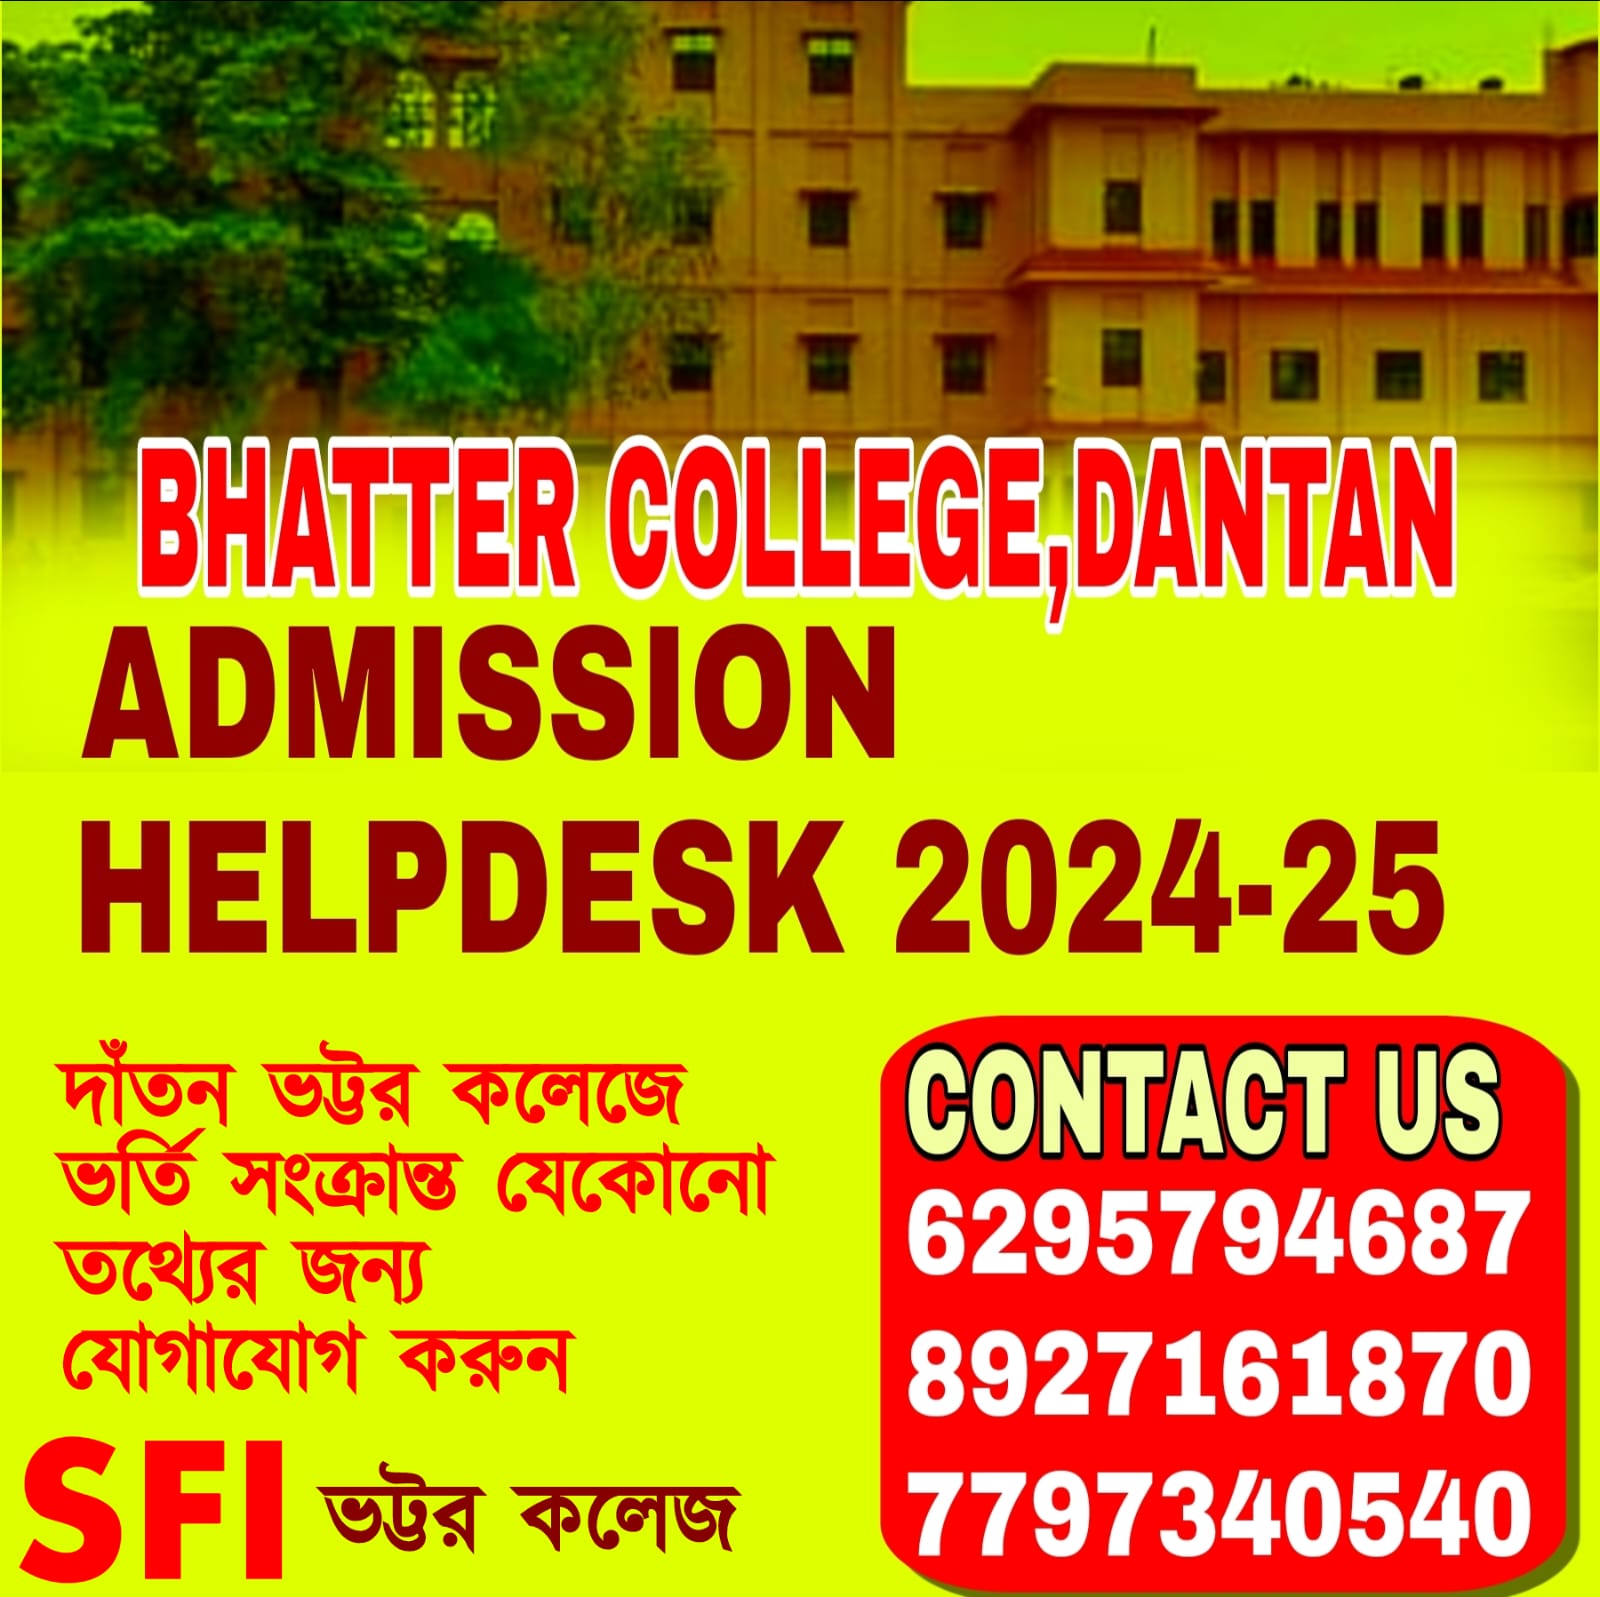 BHATTER COLLEGE,DANTAN
ADMISSION
HELPDESK 2024-25
দাঁতন ভট্টর কলেজে
ভর্তি সংক্রান্ত যেকোনো
তথ্যের জন্য
যোগাযোগ করুন
SFI ভট্টর কলেজ
CONTACT US
6295794687
8927161870
7797340540